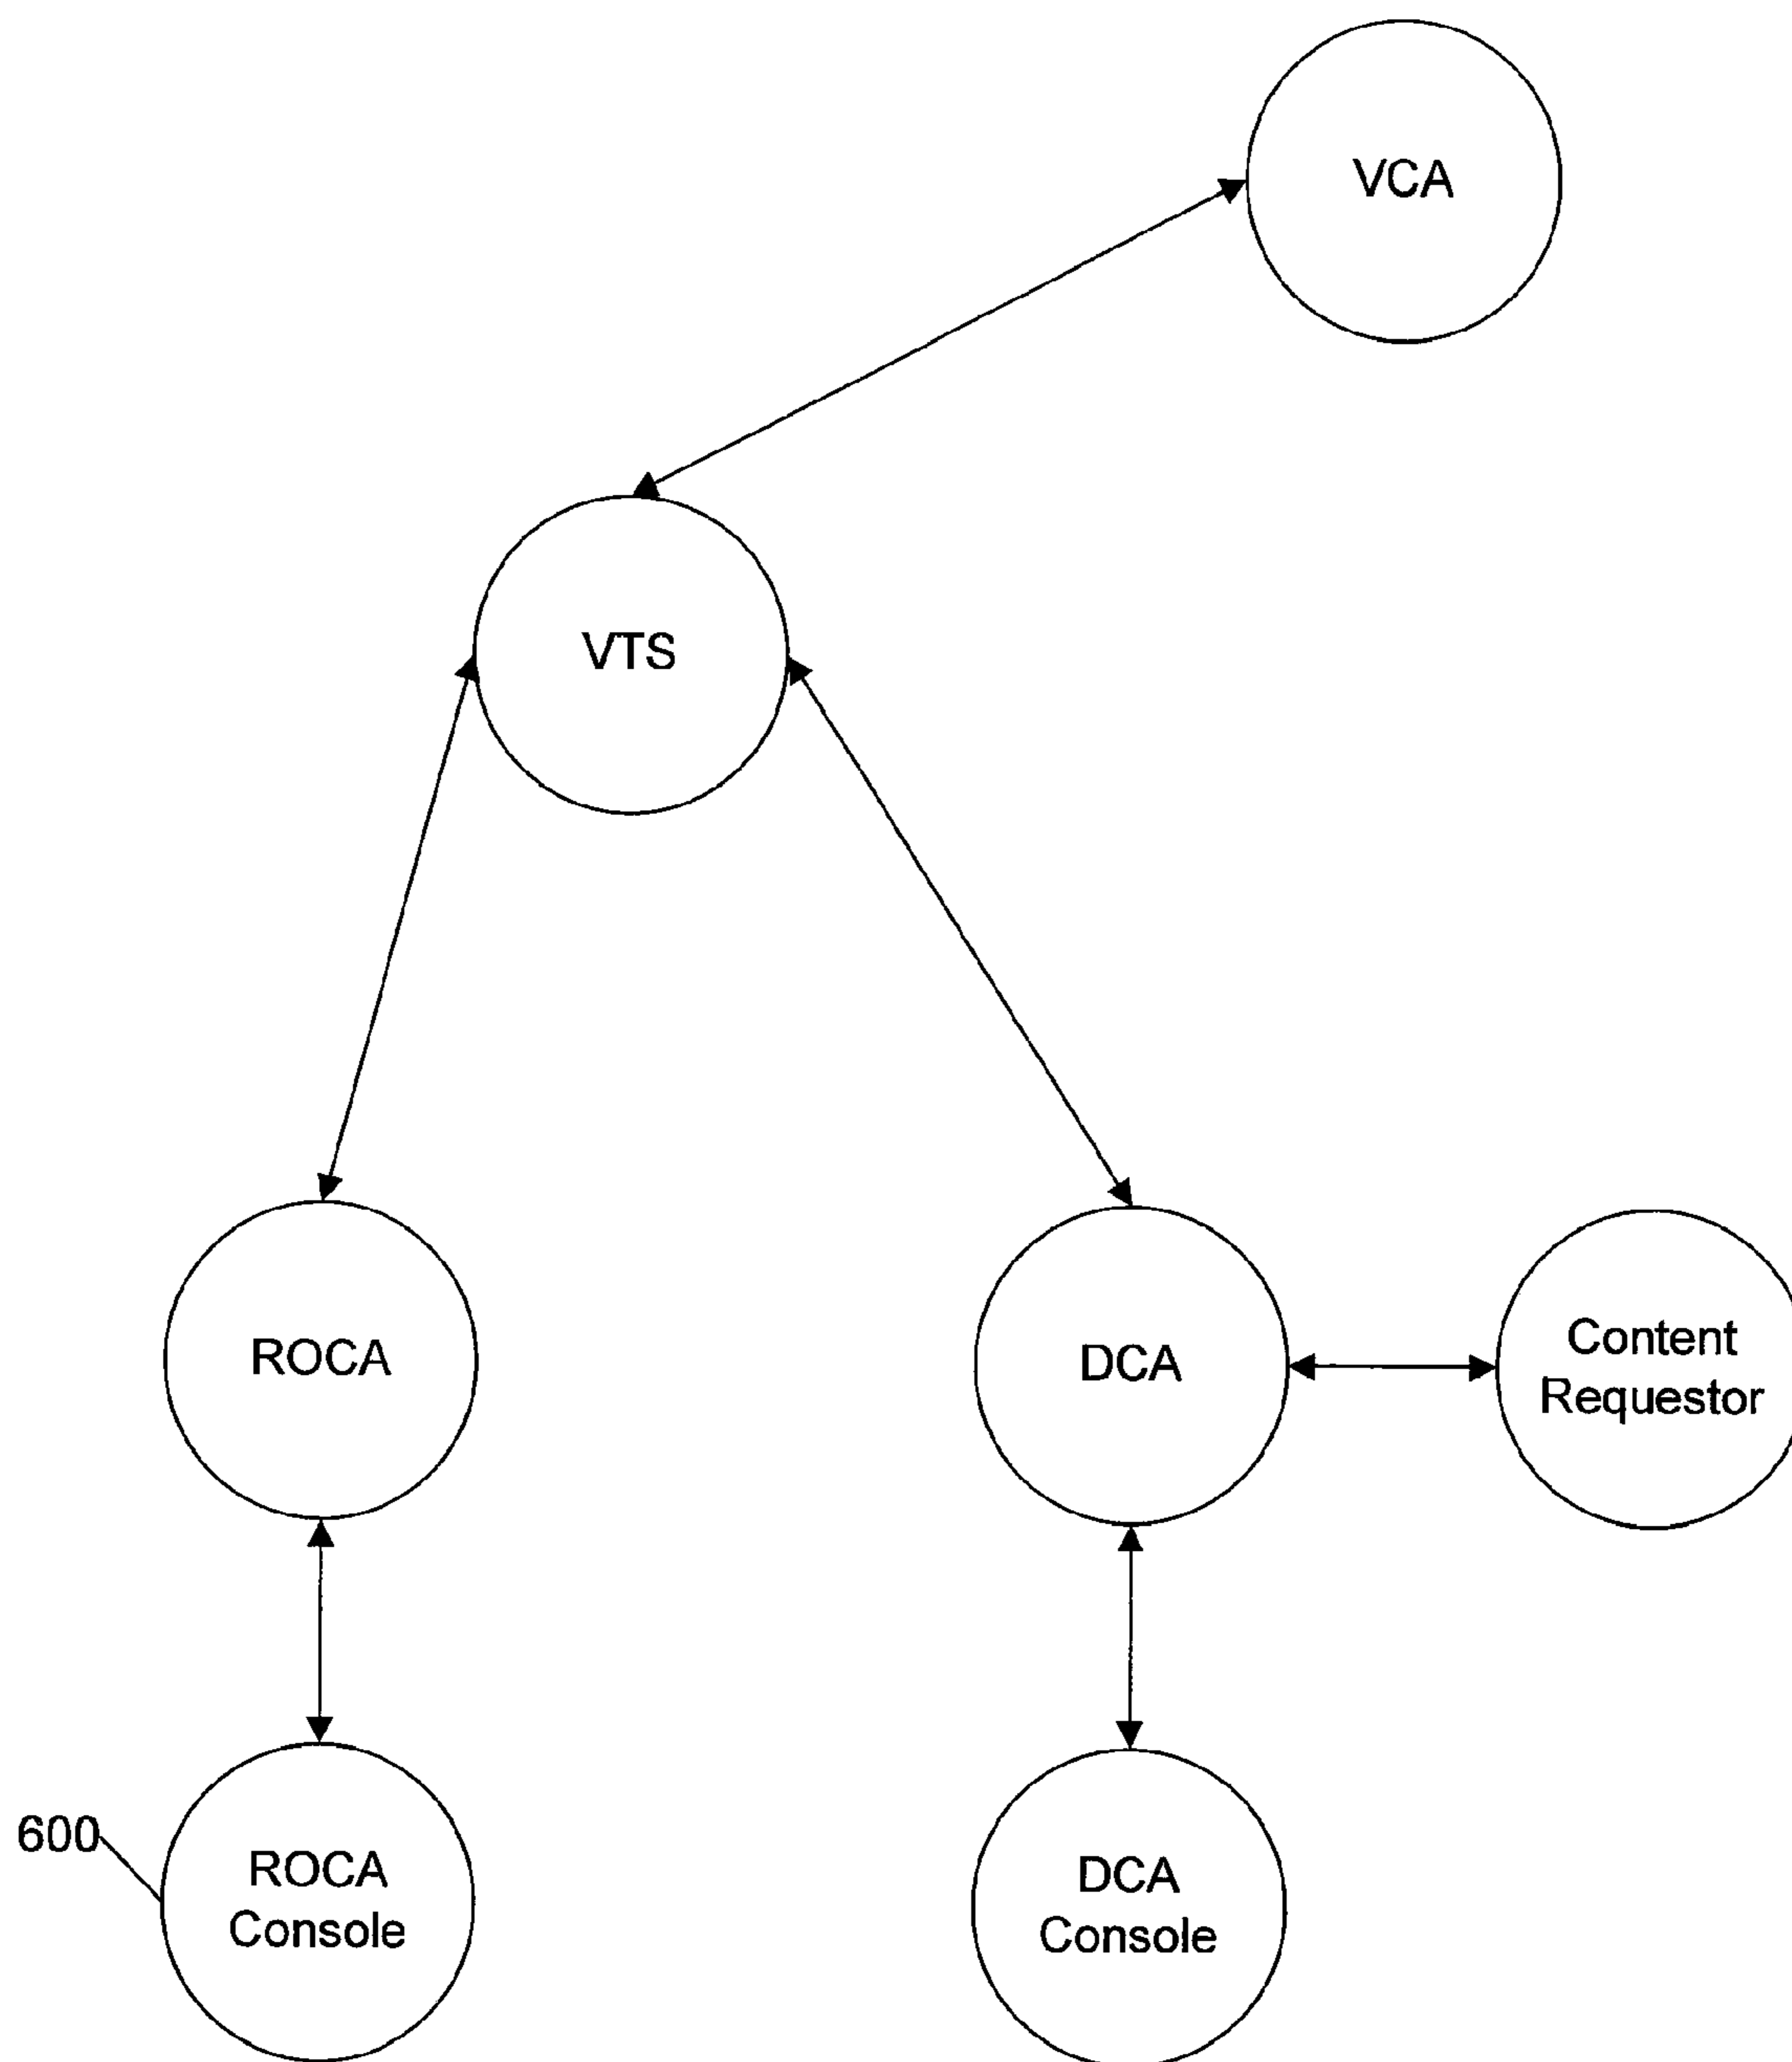 VCA
VTS
ROCA
DCA
Content
Requestor
600
ROCA
Console
DCA
Console